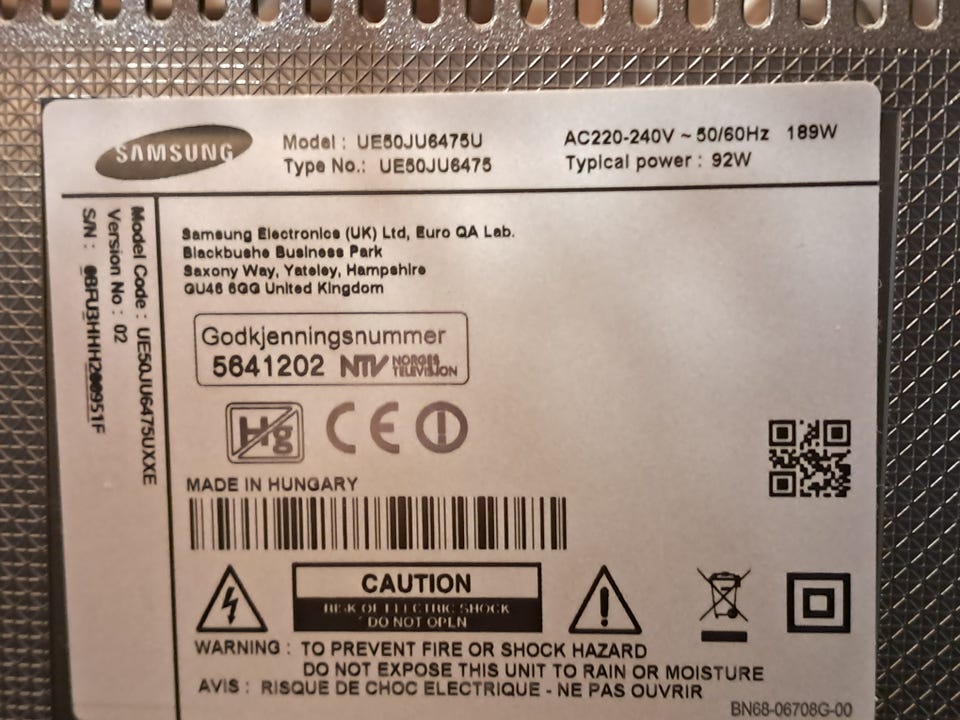 SAMSUNG
Model : UE50JU6475U
Type No.: UE50JU6475
AC220-240V ~ 50/60Hz 189W
Typical power : 92W
Model Code : UE50JU6475UXXE
Version No : 02
S/N :
Samsung Electronics (UK) Ltd, Euro QA Lab.
Blackbushe Business Park
Saxony Way, Yateley, Hampshire
GU46 6GG United Kingdom
Godkjenningsnummer
5641202 NTV NORGES TELEVISJON
Hg CE
MADE IN HUNGARY
CAUTION
RISK OF ELECTRIC SHOCK
DO NOT OPEN
WARNING : TO PREVENT FIRE OR SHOCK HAZARD
DO NOT EXPOSE THIS UNIT TO RAIN OR MOISTURE
AVIS : RISQUE DE CHOC ELECTRIQUE - NE PAS OUVRIR
BN68-06708G-00